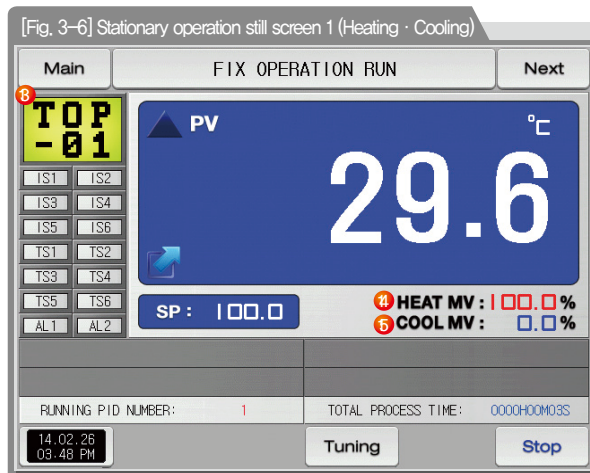 [Fig. 3-6] Stationary operation still screen 1 (Heating · Cooling)
Main FIX OPERATION RUN Next
13
TOP
-01
PV °C
29.6
IS1 IS2
IS3 IS4
IS5 IS6
TS1 TS2
TS3 TS4
TS5 TS6
AL1 AL2
SP : 100.0
14 HEAT MV : 100.0 %
15 COOL MV : 0.0 %
RUNNING PID NUMBER: 1 TOTAL PROCESS TIME: 0000H00M03S
14.02.26
03:48 PM
Tuning Stop